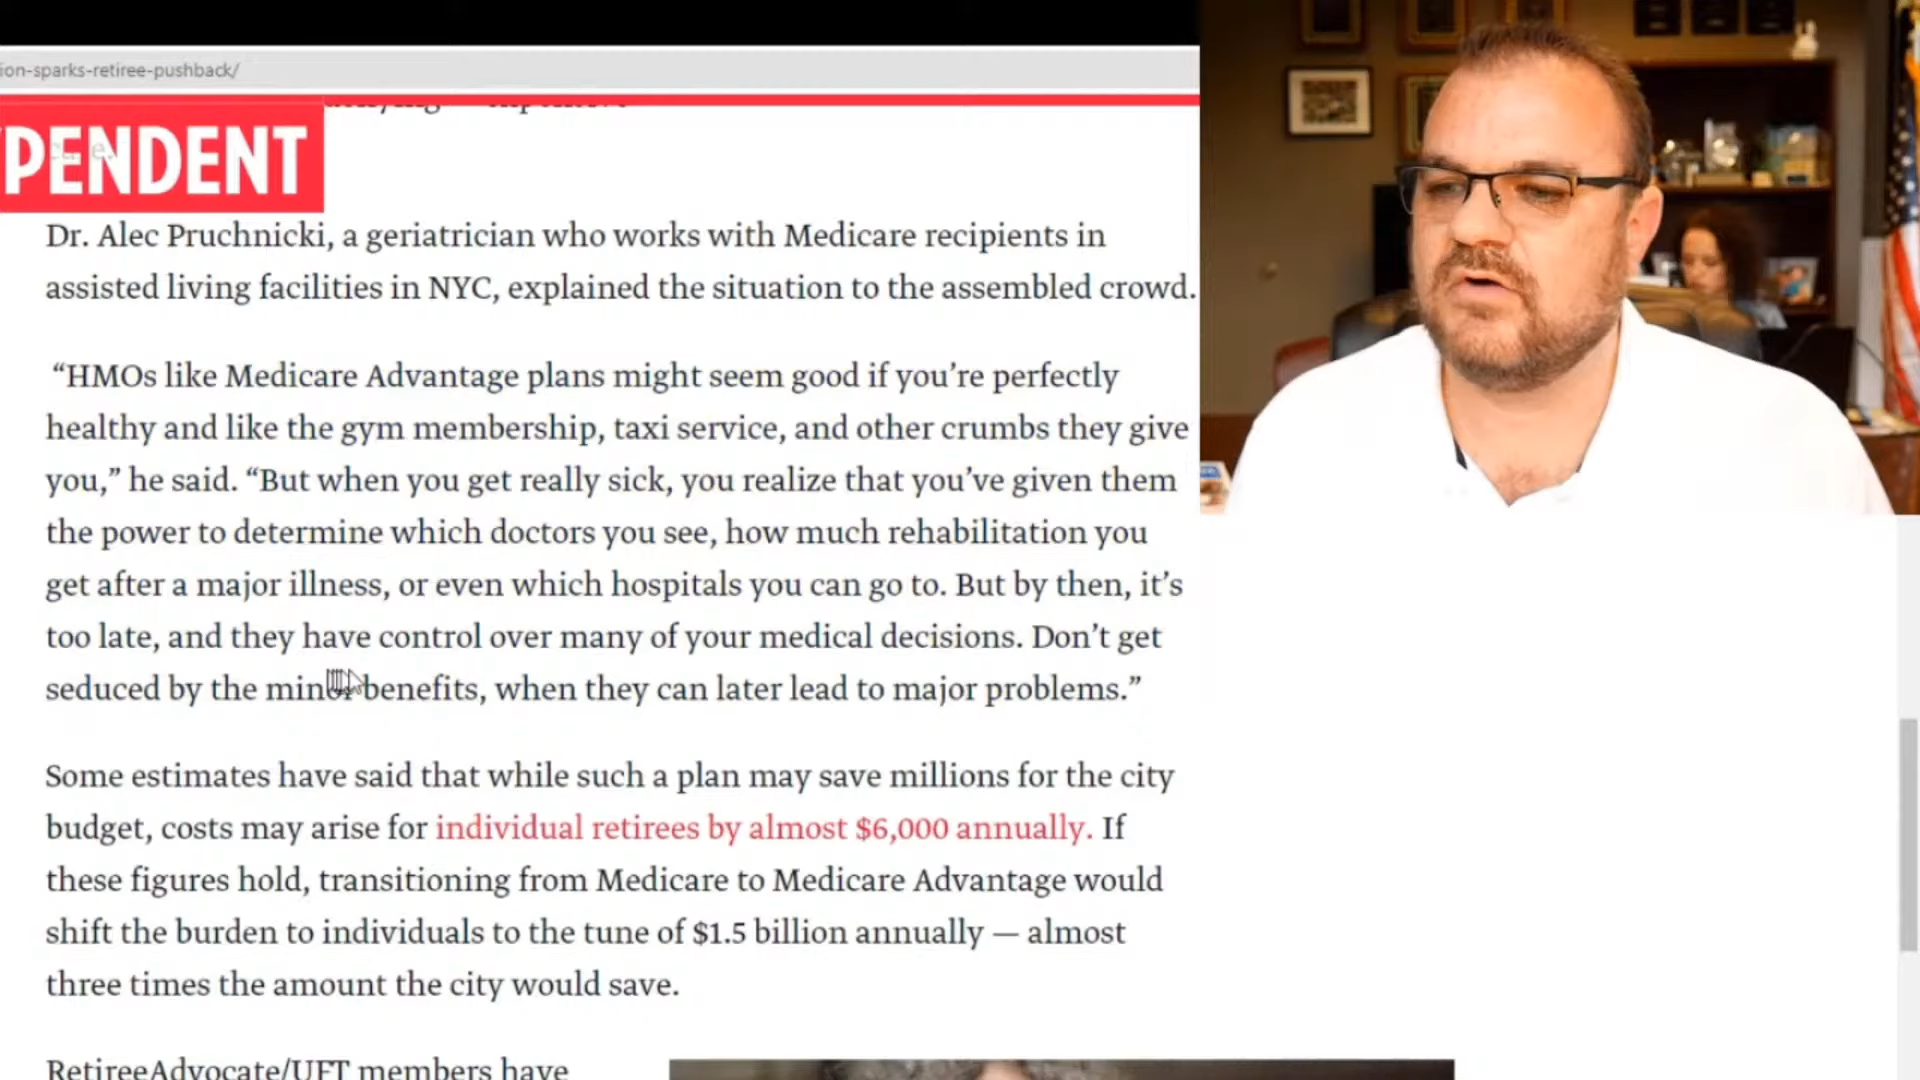 ion-sparks-retiree-pushback/
PENDENT
Dr. Alec Pruchnicki, a geriatrician who works with Medicare recipients in
assisted living facilities in NYC, explained the situation to the assembled crowd.
“HMOs like Medicare Advantage plans might seem good if you’re perfectly
healthy and like the gym membership, taxi service, and other crumbs they give
you,” he said. “But when you get really sick, you realize that you’ve given them
the power to determine which doctors you see, how much rehabilitation you
get after a major illness, or even which hospitals you can go to. But by then, it’s
too late, and they have control over many of your medical decisions. Don’t get
seduced by the minor benefits, when they can later lead to major problems.”
Some estimates have said that while such a plan may save millions for the city
budget, costs may arise for individual retirees by almost $6,000 annually. If
these figures hold, transitioning from Medicare to Medicare Advantage would
shift the burden to individuals to the tune of $1.5 billion annually — almost
three times the amount the city would save.
RetireeAdvocate/UFT members have